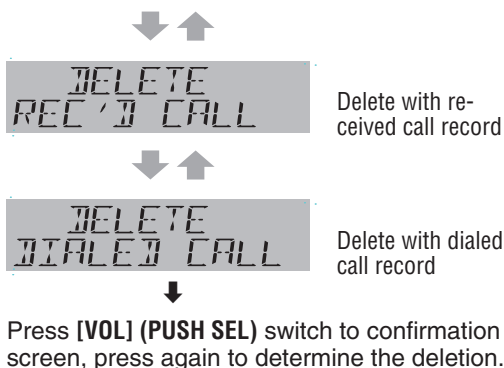 DELETE
REC'D CALL
Delete with re-
ceived call record
DELETE
DIALED CALL
Delete with dialed
call record
Press [VOL] (PUSH SEL) switch to confirmation
screen, press again to determine the deletion.